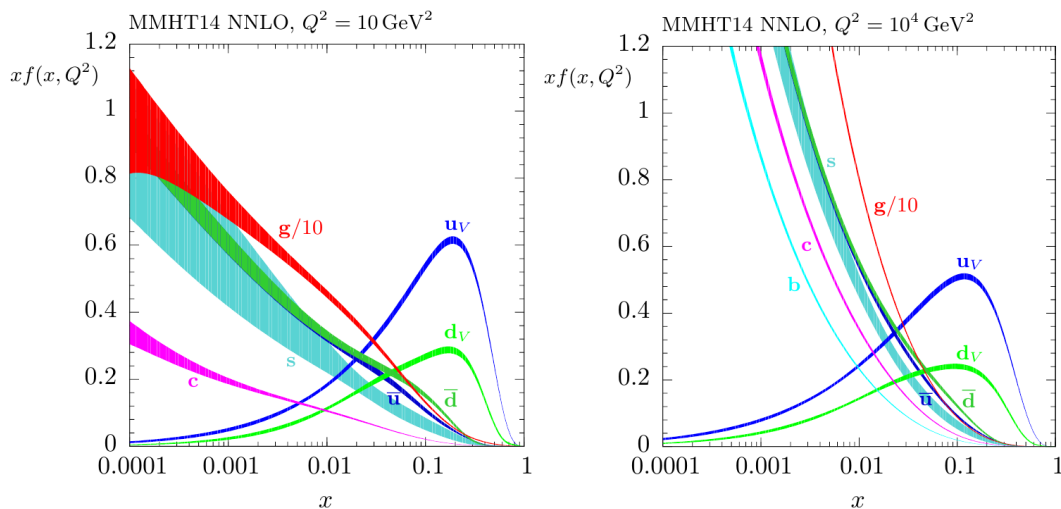 MMHT14 NNLO, Q² = 10 GeV²
xf(x, Q²)
1.2
1
0.8
0.6
0.4
0.2
0
g/10
u_V
d_V
s
c
u̅
d̅
0.0001
0.001
0.01
0.1
1
x
MMHT14 NNLO, Q² = 10⁴ GeV²
xf(x, Q²)
1.2
1
0.8
0.6
0.4
0.2
0
s
g/10
c
b
u_V
d_V
u̅
d̅
0.0001
0.001
0.01
0.1
1
x